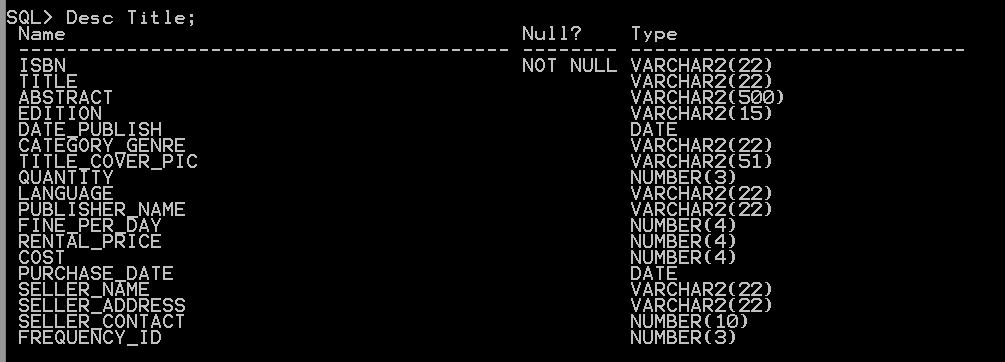 SQL> Desc Title;
Name Null? Type
----------------------------------------- -------- ----------------------------
ISBN NOT NULL VARCHAR2(22)
TITLE VARCHAR2(22)
ABSTRACT VARCHAR2(500)
EDITION VARCHAR2(15)
DATE_PUBLISH DATE
CATEGORY_GENRE VARCHAR2(22)
TITLE_COVER_PIC VARCHAR2(51)
QUANTITY NUMBER(3)
LANGUAGE VARCHAR2(22)
PUBLISHER_NAME VARCHAR2(22)
FINE_PER_DAY NUMBER(4)
RENTAL_PRICE NUMBER(4)
COST NUMBER(4)
PURCHASE_DATE DATE
SELLER_NAME VARCHAR2(22)
SELLER_ADDRESS VARCHAR2(22)
SELLER_CONTACT NUMBER(10)
FREQUENCY_ID NUMBER(3)